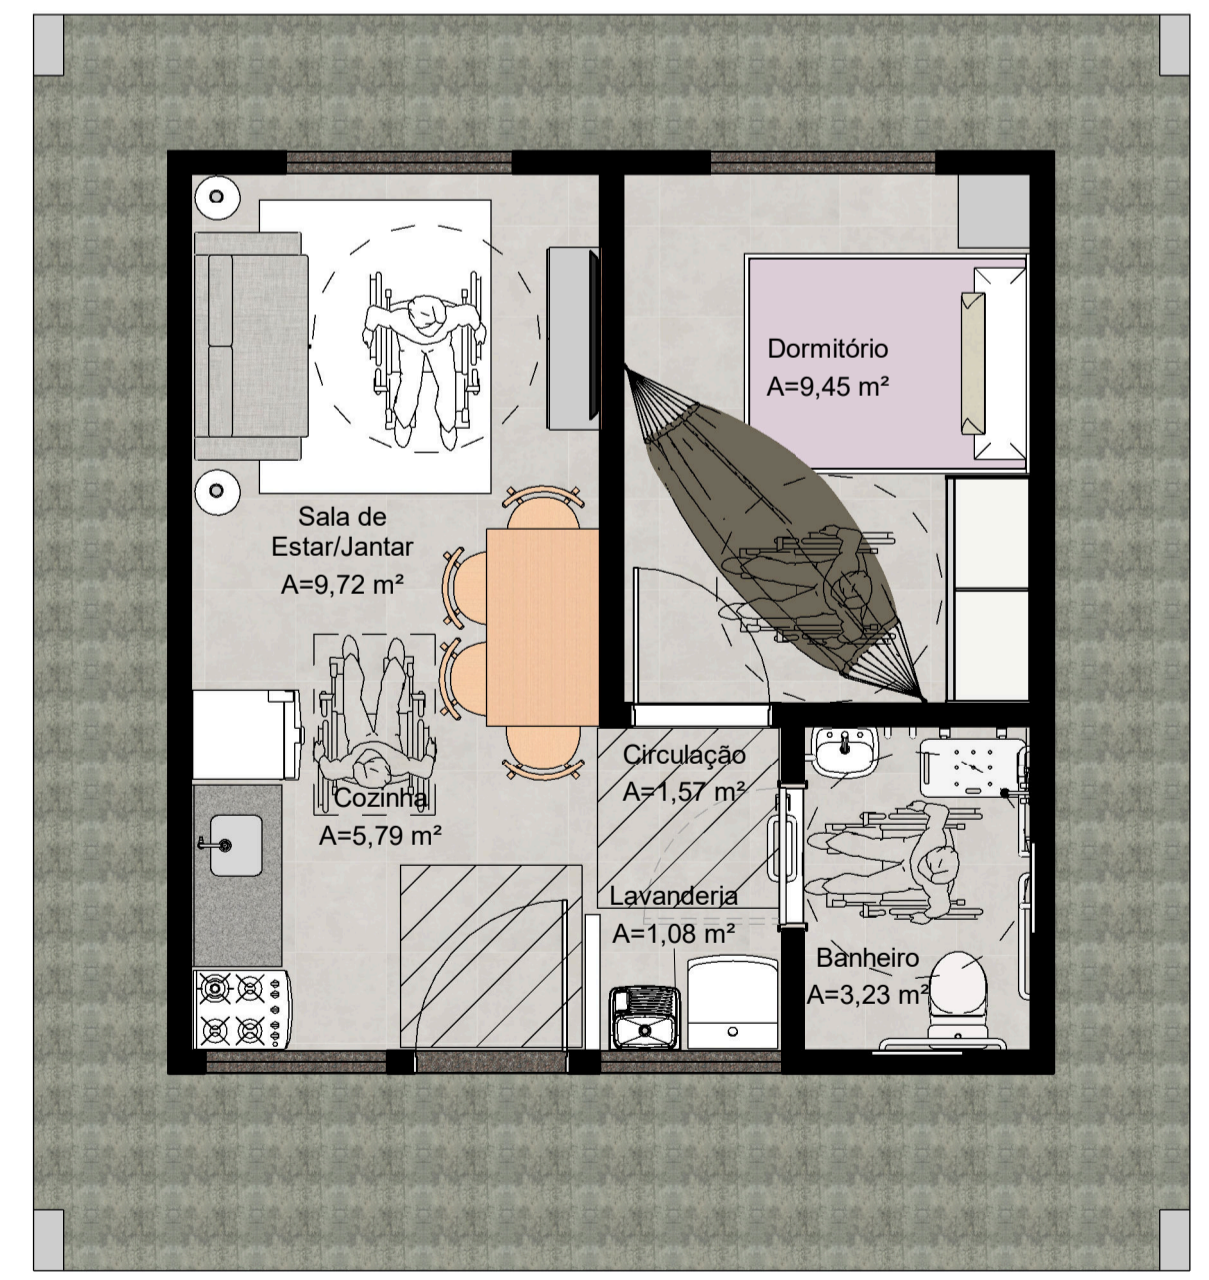 Dormitório
A=9,45 m²
Sala de
Estar/Jantar
A=9,72 m²
Circulação
A=1,57 m²
Cozinha
A=5,79 m²
Lavanderia
A=1,08 m²
Banheiro
A=3,23 m²